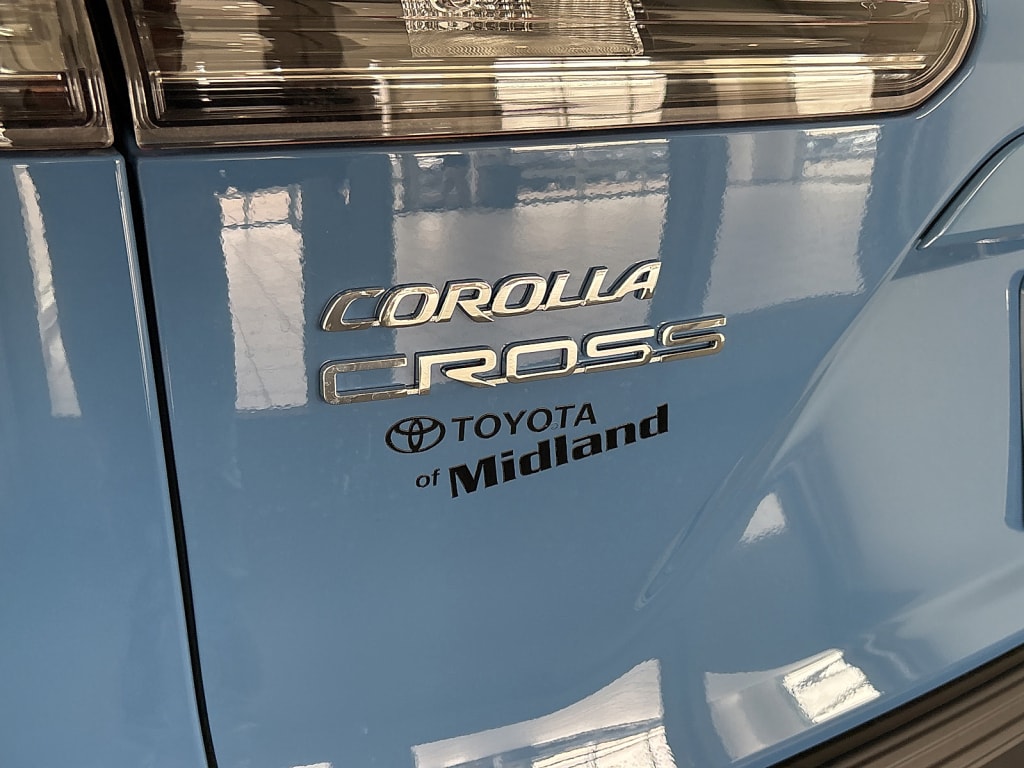 COROLLA
CROSS
TOYOTA
of Midland